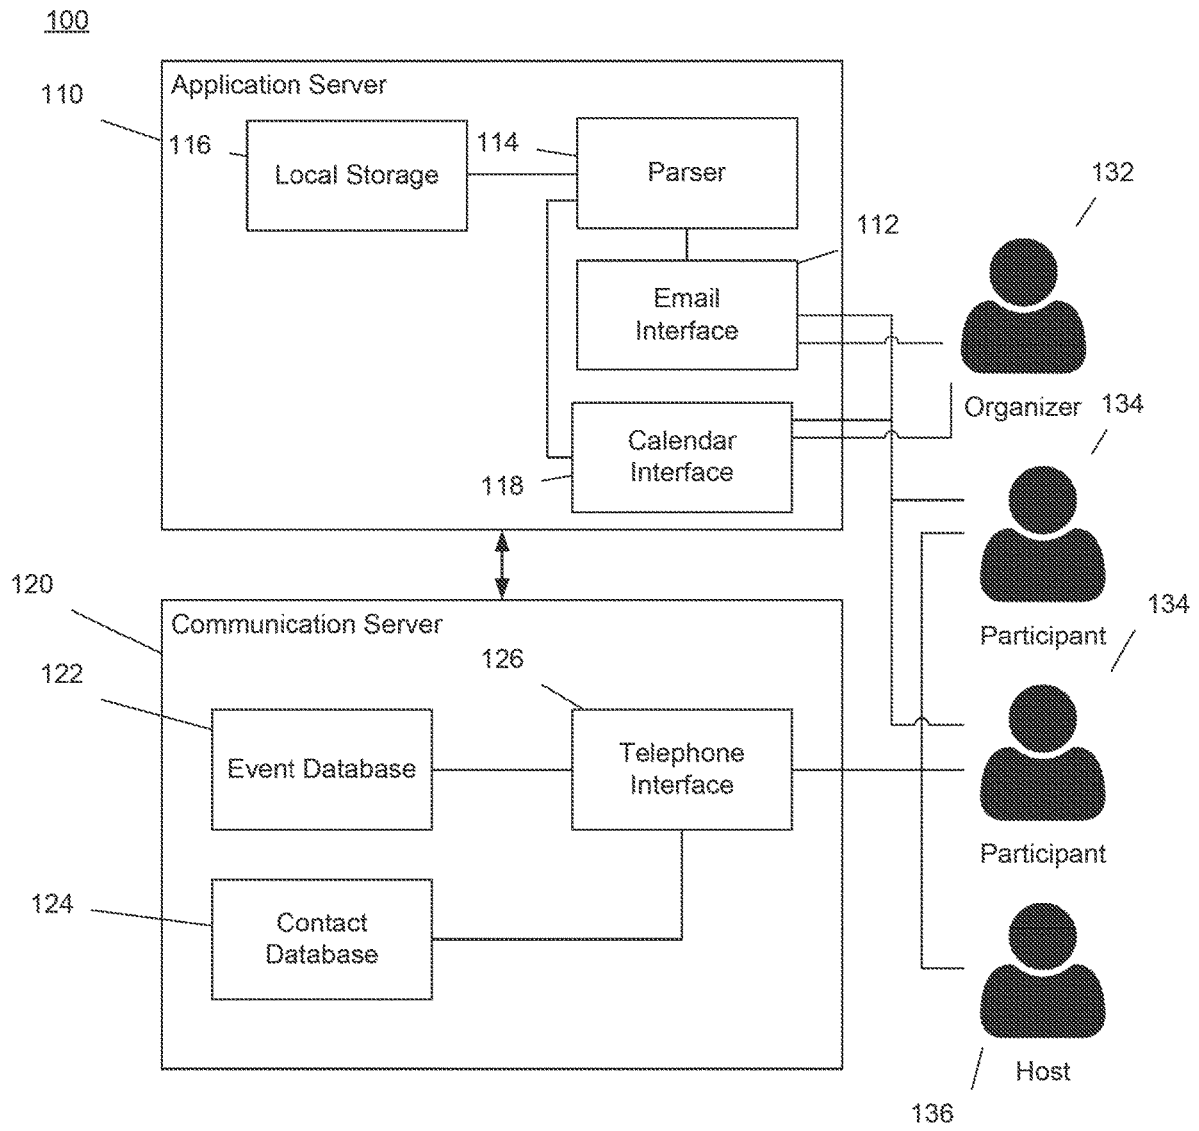 100
Application Server
110
116
Local Storage
114
Parser
112
Email
Interface
Calendar
Interface
118
132
Organizer
134
Participant
120
Communication Server
122
Event Database
126
Telephone
Interface
124
Contact
Database
134
Participant
Host
136